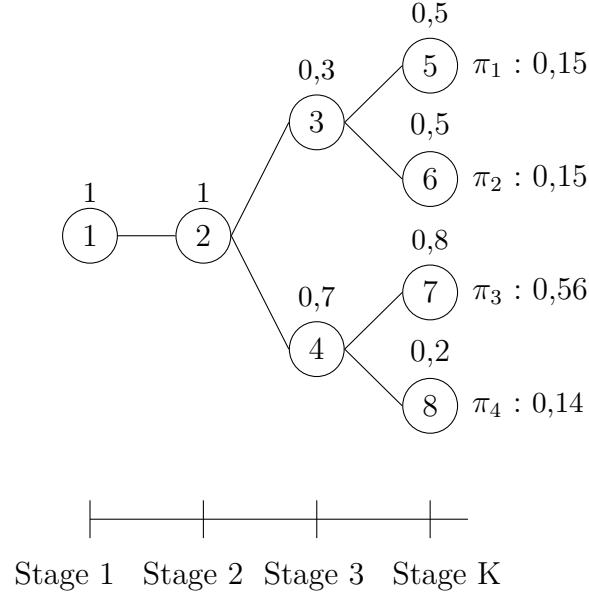 0,5
5 π₁ : 0,15
0,3
3
0,5
6 π₂ : 0,15
1 1
1 2
0,8
7 π₃ : 0,56
0,7
4
0,2
8 π₄ : 0,14
Stage 1 Stage 2 Stage 3 Stage K